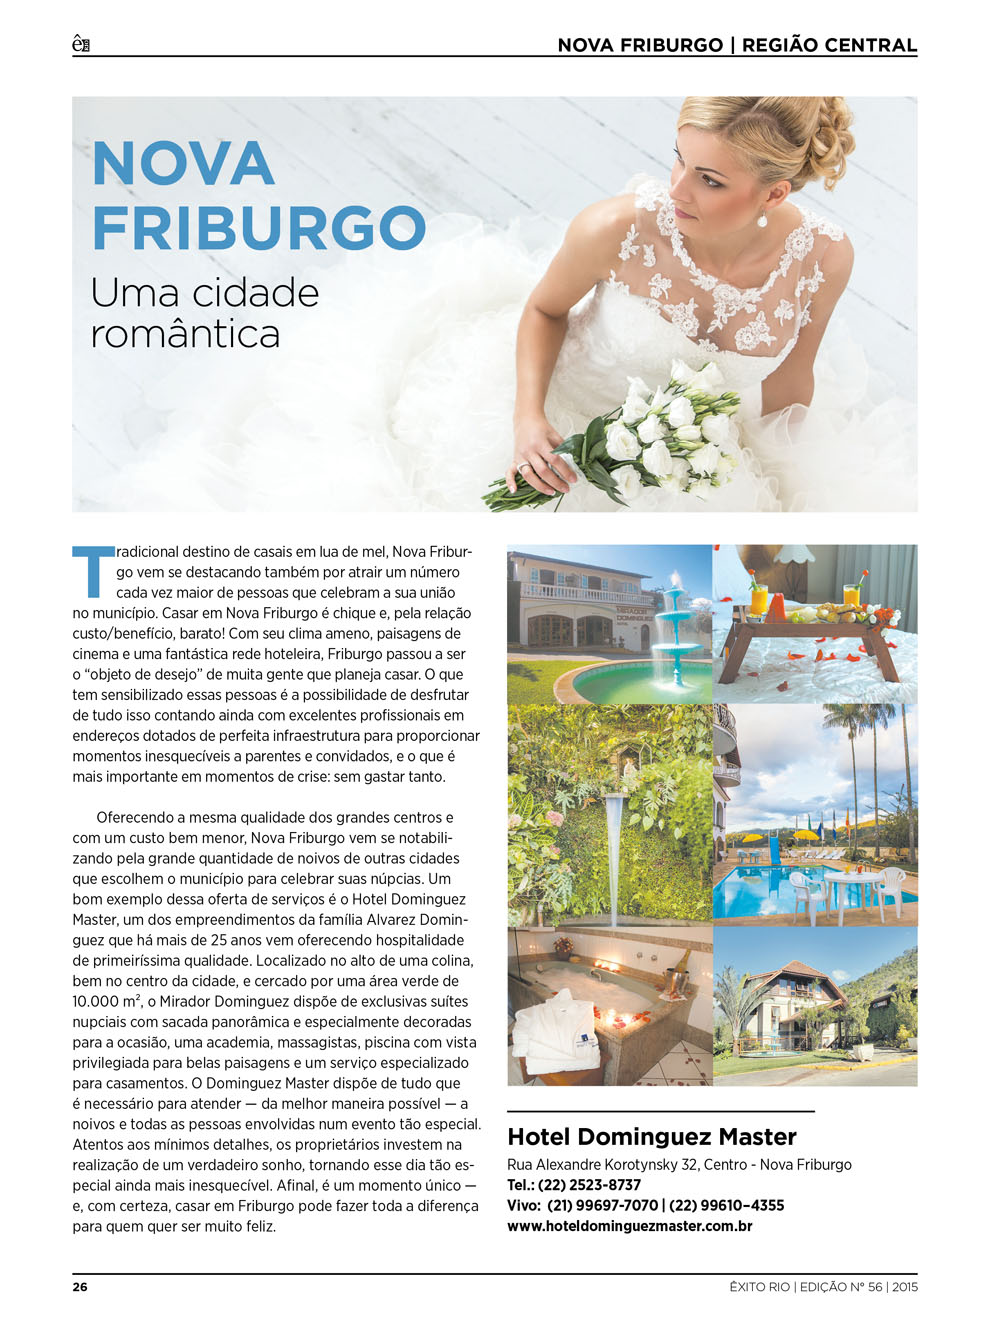 ê
NOVA FRIBURGO | REGIÃO CENTRAL
NOVA
FRIBURGO
Uma cidade
romântica
Tradicional destino de casais em lua de mel, Nova Fribur-
go vem se destacando também por atrair um número
cada vez maior de pessoas que celebram a sua união
no município. Casar em Nova Friburgo é chique e, pela relação
custo/benefício, barato! Com seu clima ameno, paisagens de
cinema e uma fantástica rede hoteleira, Friburgo passou a ser
o “objeto de desejo” de muita gente que planeja casar. O que
tem sensibilizado essas pessoas é a possibilidade de desfrutar
de tudo isso contando ainda com excelentes profissionais em
endereços dotados de perfeita infraestrutura para proporcionar
momentos inesquecíveis a parentes e convidados, e o que é
mais importante em momentos de crise: sem gastar tanto.
Oferecendo a mesma qualidade dos grandes centros e
com um custo bem menor, Nova Friburgo vem se notabili-
zando pela grande quantidade de noivos de outras cidades
que escolhem o município para celebrar suas núpcias. Um
bom exemplo dessa oferta de serviços é o Hotel Dominguez
Master, um dos empreendimentos da família Alvarez Domin-
guez que há mais de 25 anos vem oferecendo hospitalidade
de primeiríssima qualidade. Localizado no alto de uma colina,
bem no centro da cidade, e cercado por uma área verde de
10.000 m², o Mirador Dominguez dispõe de exclusivas suítes
nupciais com sacada panorâmica e especialmente decoradas
para a ocasião, uma academia, massagistas, piscina com vista
privilegiada para belas paisagens e um serviço especializado
para casamentos. O Dominguez Master dispõe de tudo que
é necessário para atender — da melhor maneira possível — a
noivos e todas as pessoas envolvidas num evento tão especial.
Atentos aos mínimos detalhes, os proprietários investem na
realização de um verdadeiro sonho, tornando esse dia tão es-
pecial ainda mais inesquecível. Afinal, é um momento único —
e, com certeza, casar em Friburgo pode fazer toda a diferença
para quem quer ser muito feliz.
MIRADOR
DOMINGUEZ
HOTEL
Hotel Dominguez Master
Rua Alexandre Korotynsky 32, Centro - Nova Friburgo
Tel.: (22) 2523-8737
Vivo: (21) 99697-7070 | (22) 99610–4355
www.hoteldominguezmaster.com.br
26
ÊXITO RIO | EDIÇÃO Nº 56 | 2015